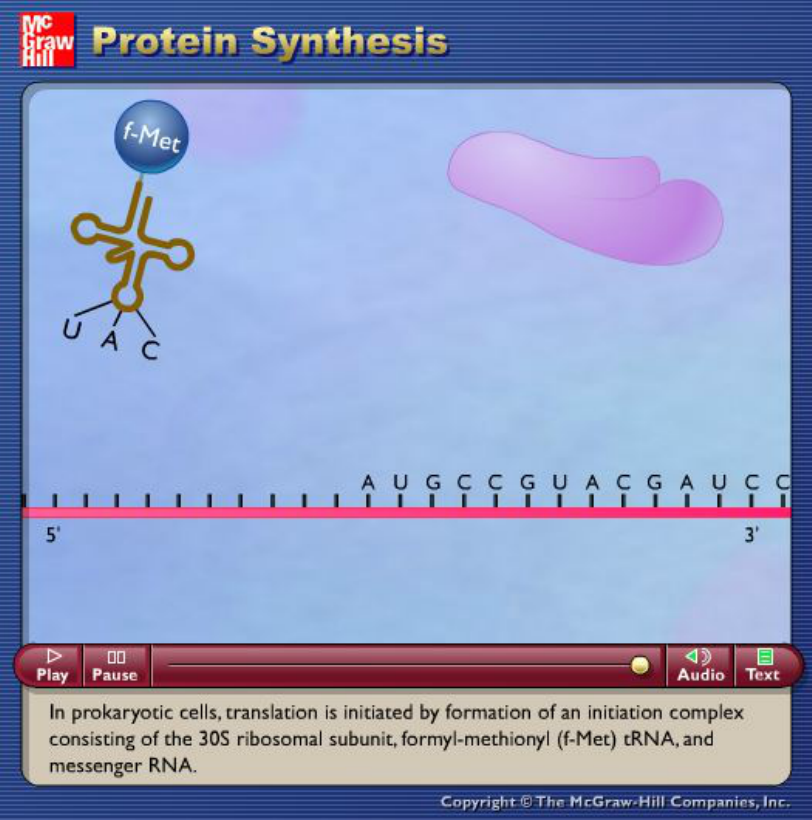 Mc
Graw
Hill
Protein Synthesis
f-Met
U A C
A U G C C G U A C G A U C C
5' 3'
Play Pause Audio Text
In prokaryotic cells, translation is initiated by formation of an initiation complex
consisting of the 30S ribosomal subunit, formyl-methionyl (f-Met) tRNA, and
messenger RNA.
Copyright © The McGraw-Hill Companies, Inc.